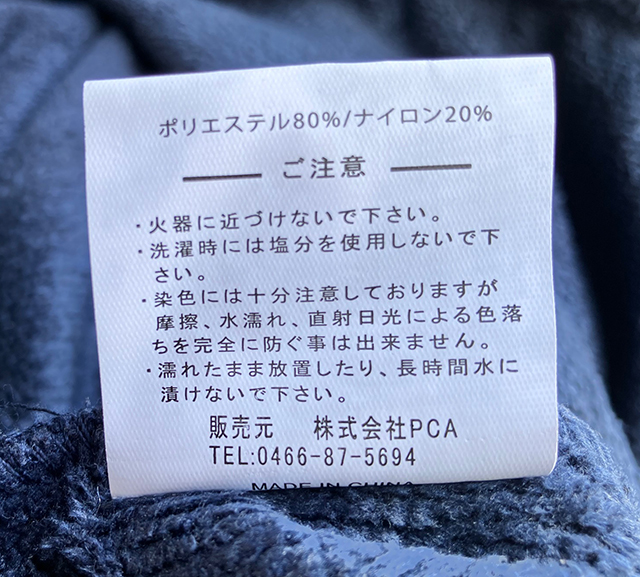 ポリエステル80%/ナイロン20%
ご注意
・火器に近づけないで下さい。
・洗濯時には塩分を使用しないで下
さい。
・染色には十分注意しておりますが
摩擦、水濡れ、直射日光による色落
ちを完全に防ぐ事は出来ません。
・濡れたまま放置したり、長時間水に
漬けないで下さい。
販売元 株式会社PCA
TEL:0466-87-5694
MADE IN CHINA